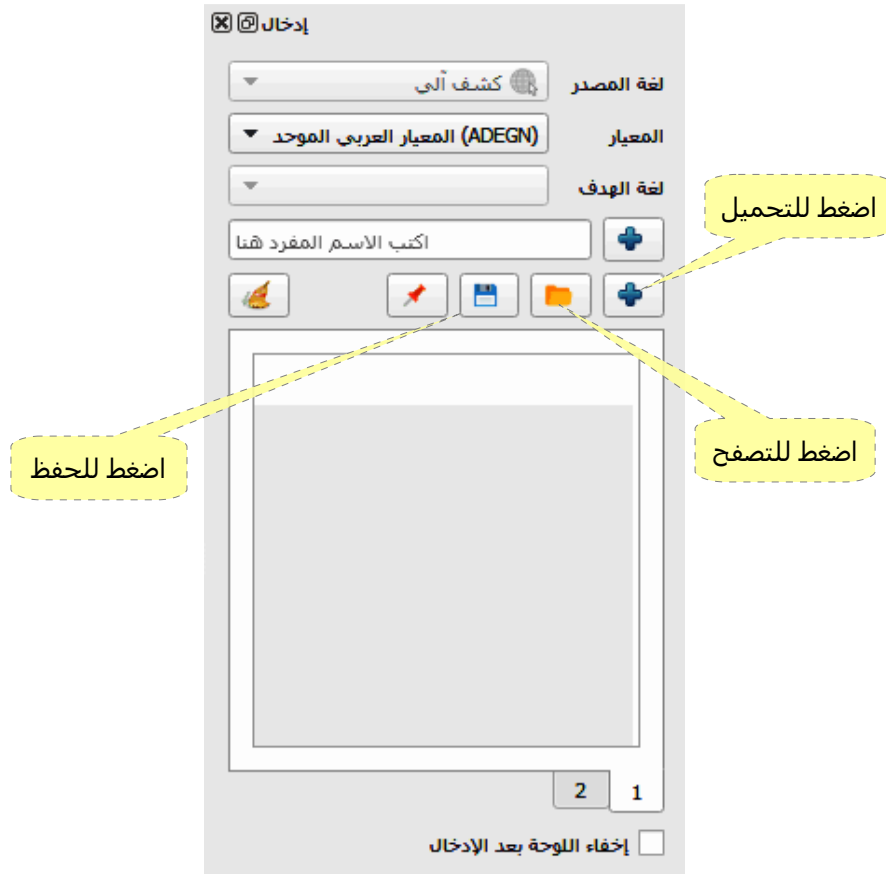 إدخال
لغة المصدر كشف آلي
المعيار (ADEGN) المعيار العربي الموحد
لغة الهدف
اضغط للتحميل
اكتب الاسم المفرد هنا
اضغط للتصفح
اضغط للحفظ
1 2
إخفاء اللوحة بعد الإدخال